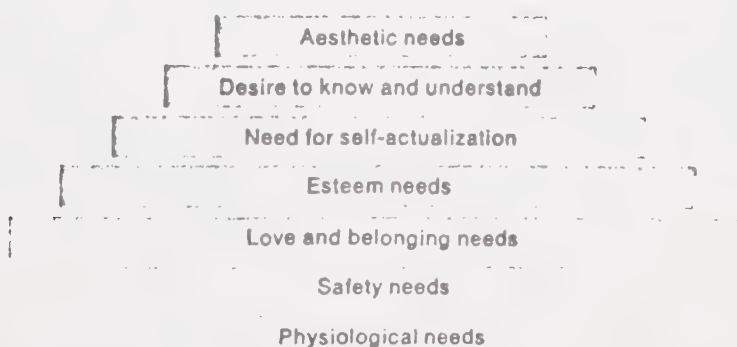 Aesthetic needs
Desire to know and understand
Need for self-actualization
Esteem needs
Love and belonging needs
Safety needs
Physiological needs